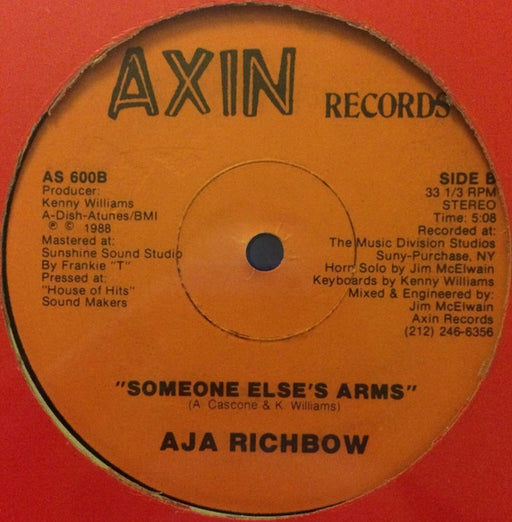 AXIN RECORDS
AS 600B
Producer:
Kenny Williams
A-Dish-Atunes/BMI
℗ © 1988
Mastered at:
Sunshine Sound Studio
By Frankie "T"
Pressed at:
"House of Hits"
Sound Makers
SIDE B
33 1/3 RPM
STEREO
Time: 5:08
Recorded at:
The Music Division Studios
Suny-Purchase, NY
Horn Solo by Jim McElwain
Keyboards by Kenny Williams
Mixed & Engineered by:
Jim McElwain
Axin Records
(212) 246-6356
"SOMEONE ELSE'S ARMS"
(A. Cascone & K. Williams)
AJA RICHBOW